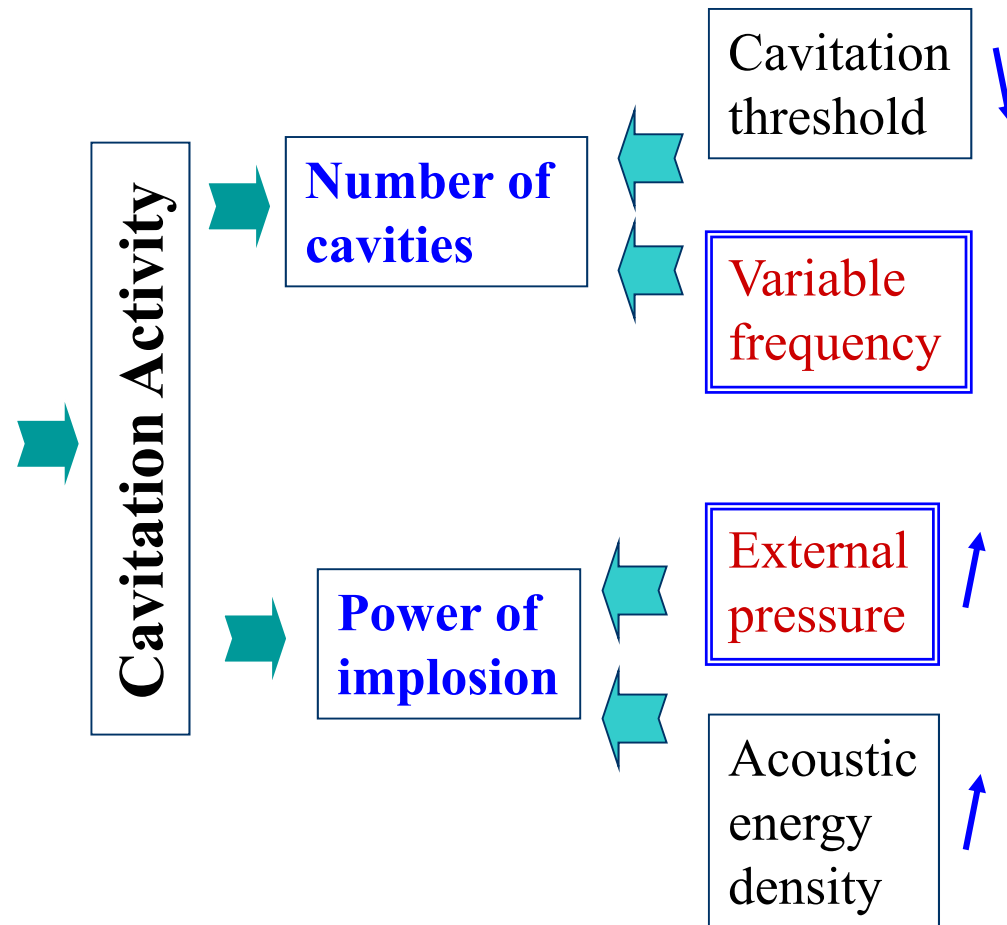 Cavitation Activity
Number of
cavities
Cavitation
threshold
Variable
frequency
Power of
implosion
External
pressure
Acoustic
energy
density